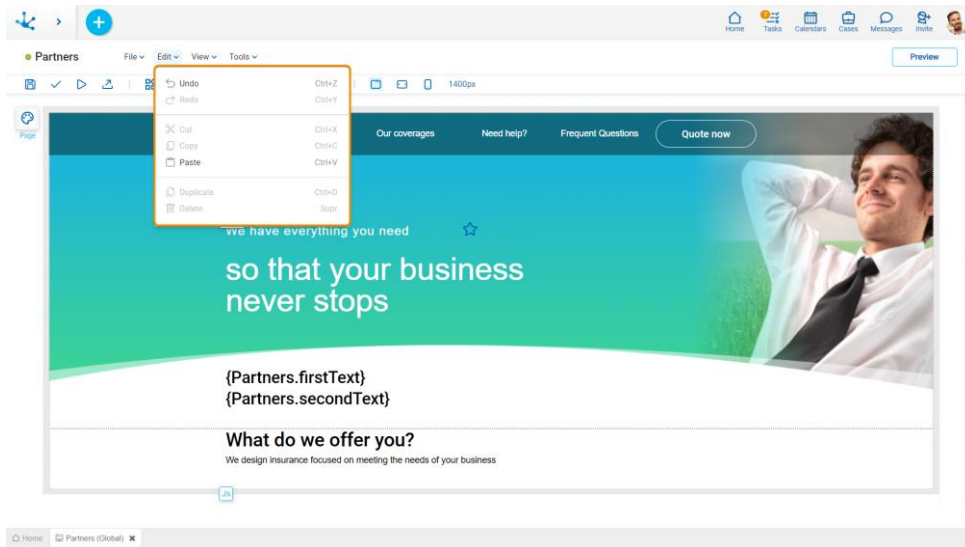 Home Tasks Calendars Cases Messages Invite
2
Partners File Edit View Tools Preview
1400px
Page
Undo Ctrl+Z
Redo Ctrl+Y
Cut Ctrl+X
Copy Ctrl+C
Paste Ctrl+V
Duplicate Ctrl+D
Delete Supr
Our coverages Need help? Frequent Questions Quote now
We have everything you need
so that your business
never stops
{Partners.firstText}
{Partners.secondText}
What do we offer you?
We design insurance focused on meeting the needs of your business
Js
Home Partners (Global)